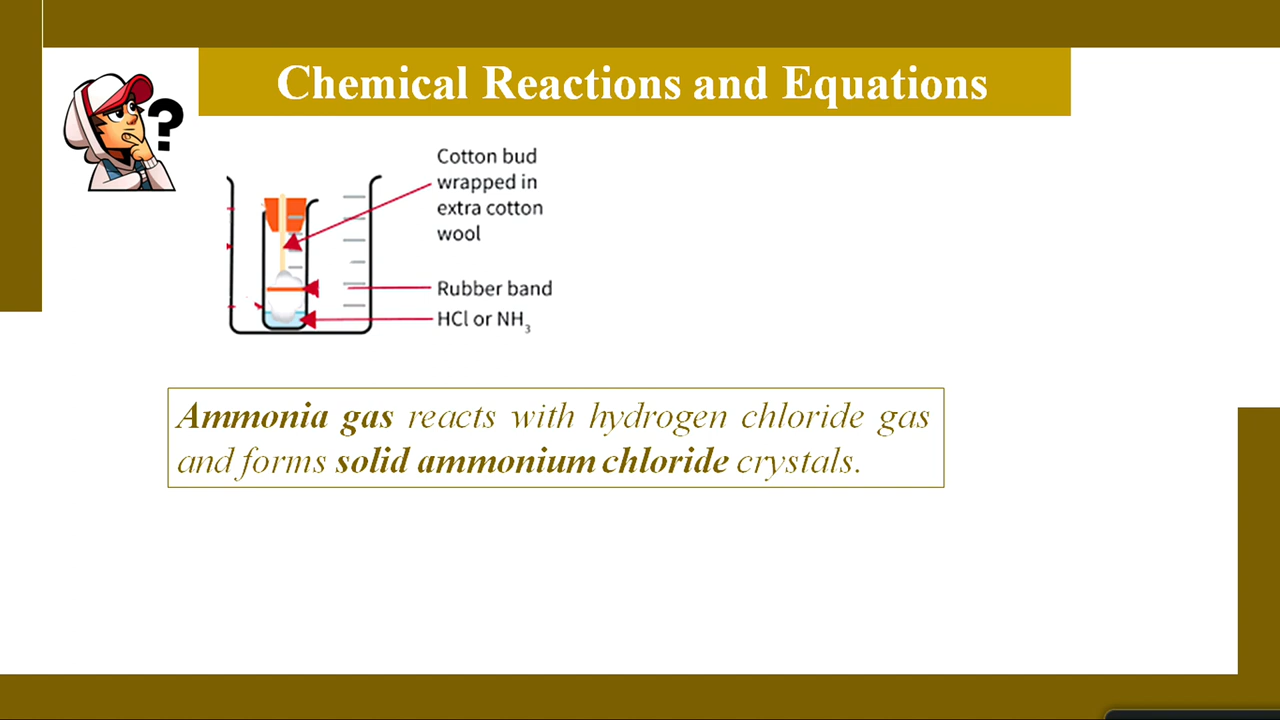 Chemical Reactions and Equations
?
Cotton bud
wrapped in
extra cotton
wool
Rubber band
HCl or NH₃
Ammonia gas reacts with hydrogen chloride gas
and forms solid ammonium chloride crystals.